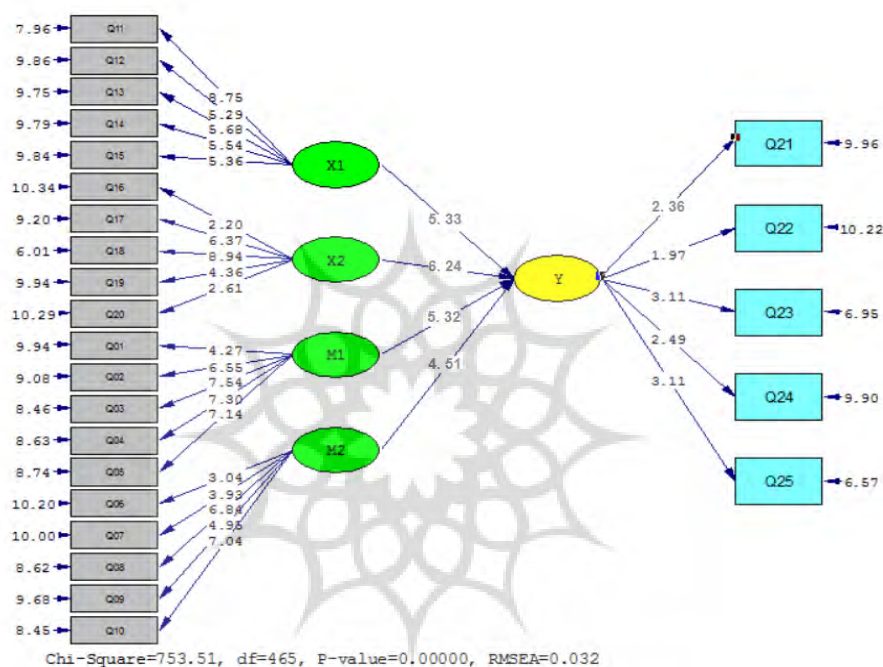 7.96 Q11
9.86 Q12
9.75 Q13
9.79 Q14
9.84 Q15
10.34 Q16
9.20 Q17
6.01 Q18
9.94 Q19
10.29 Q20
9.94 Q01
9.08 Q02
8.46 Q03
8.63 Q04
8.74 Q05
10.20 Q06
10.00 Q07
8.62 Q08
9.68 Q09
8.45 Q10
8.75
5.29
5.68
5.54
5.36
2.20
6.37
8.94
4.36
2.61
4.27
6.55
7.54
7.30
7.14
3.04
3.93
6.84
4.95
7.04
X1
X2
M1
M2
5.33
6.24
5.32
4.51
Y
2.36
1.97
3.11
2.49
3.11
Q21 9.96
Q22 10.22
Q23 6.95
Q24 9.90
Q25 6.57
Chi-Square=753.51, df=465, P-value=0.00000, RMSEA=0.032